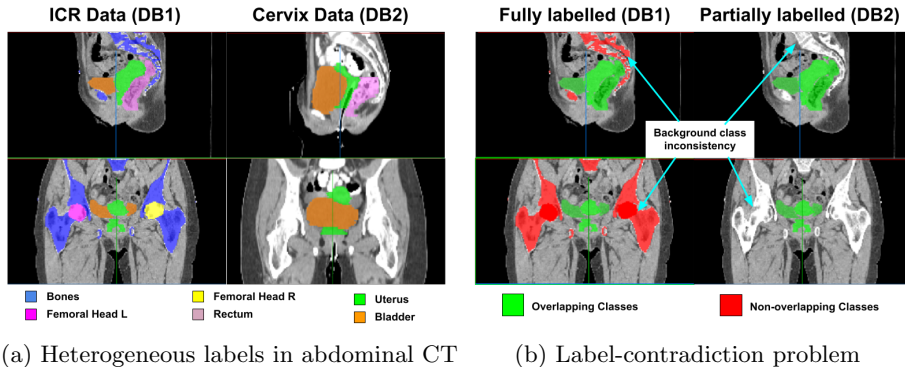 ICR Data (DB1) Cervix Data (DB2) Fully labelled (DB1) Partially labelled (DB2)
Background class
inconsistency
Bones Femoral Head R Uterus
Femoral Head L Rectum Bladder
Overlapping Classes Non-overlapping Classes
(a) Heterogeneous labels in abdominal CT (b) Label-contradiction problem